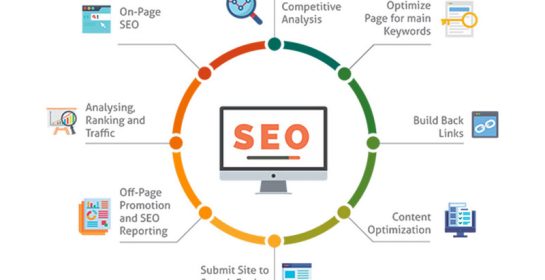 Competitive
Analysis
Optimize
Page for main
Keywords
Build Back
Links
Content
Optimization
Submit Site to
Off-Page
Promotion
and SEO
Reporting
Analysing,
Ranking and
Traffic
On-Page
SEO
SEO